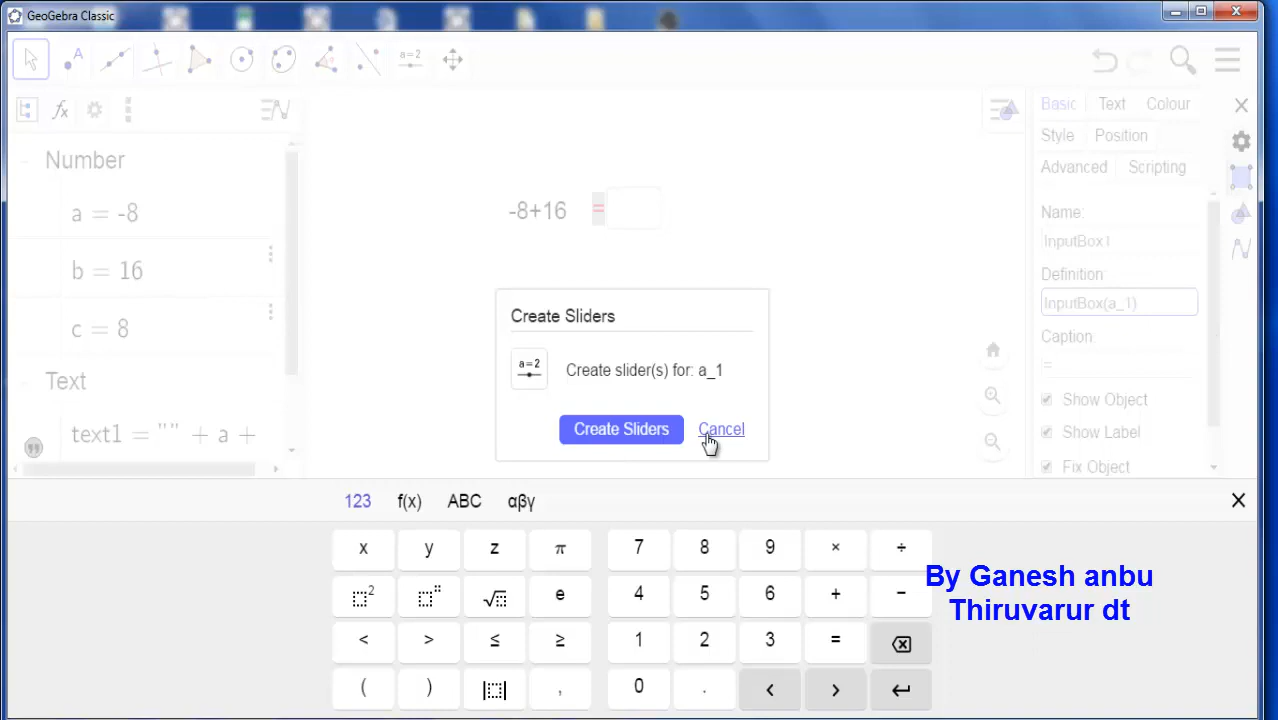 GeoGebra Classic
a=2
fx
Basic Text Colour
Style Position
Advanced Scripting
Number
a = -8
b = 16
c = 8
Text
text1 = "" + a +
-8+16 =
Name:
InputBox1
Definition:
InputBox(a_1)
Caption:
=
Show Object
Show Label
Fix Object
Create Sliders
a=2
Create slider(s) for: a_1
Create Sliders Cancel
123 f(x) ABC αβγ
x y z π 7 8 9 × ÷
e 4 5 6 + −
< > ≤ ≥ 1 2 3 =
( ) , 0 . < >
By Ganesh anbu
Thiruvarur dt